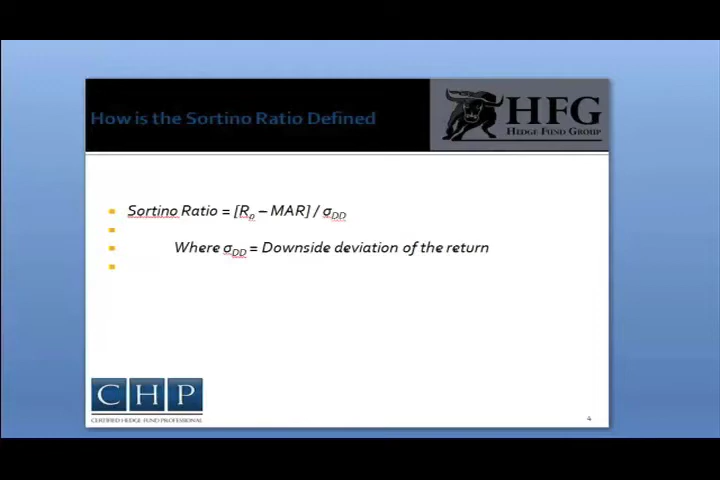 How is the Sortino Ratio Defined
HFG
HEDGE FUND GROUP
Sortino Ratio = [Rp – MAR] / σDD
Where σDD = Downside deviation of the return
CHP
CERTIFIED HEDGE FUND PROFESSIONAL
4